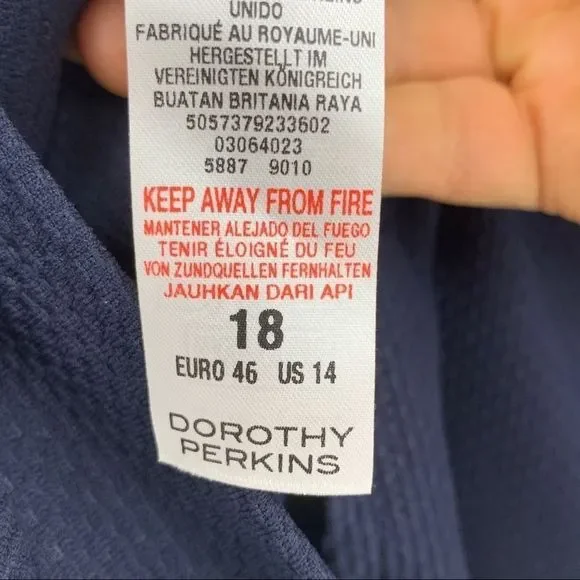 UNIDO
FABRIQUÉ AU ROYAUME-UNI
HERGESTELLT IM
VEREINIGTEN KÖNIGREICH
BUATAN BRITANIA RAYA
5057379233602
03064023
5887 9010
KEEP AWAY FROM FIRE
MANTENER ALEJADO DEL FUEGO
TENIR ÉLOIGNÉ DU FEU
VON ZUNDQUELLEN FERNHALTEN
JAUHKAN DARI API
18
EURO 46 US 14
DOROTHY
PERKINS